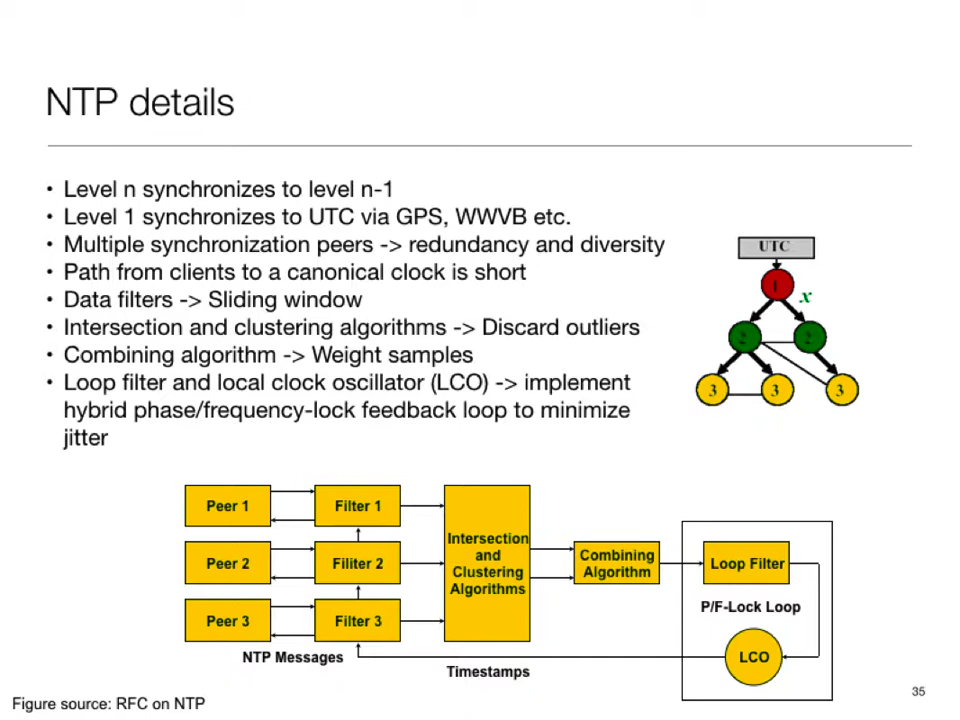 NTP details
• Level n synchronizes to level n-1
• Level 1 synchronizes to UTC via GPS, WWVB etc.
• Multiple synchronization peers -> redundancy and diversity
• Path from clients to a canonical clock is short
• Data filters -> Sliding window
• Intersection and clustering algorithms -> Discard outliers
• Combining algorithm -> Weight samples
• Loop filter and local clock oscillator (LCO) -> implement
hybrid phase/frequency-lock feedback loop to minimize
jitter
UTC
1
x
2
2
3
3
3
Peer 1
Filter 1
Peer 2
Filiter 2
Peer 3
Filter 3
Intersection
and
Clustering
Algorithms
Combining
Algorithm
Loop Filter
P/F-Lock Loop
LCO
NTP Messages
Timestamps
Figure source: RFC on NTP
35